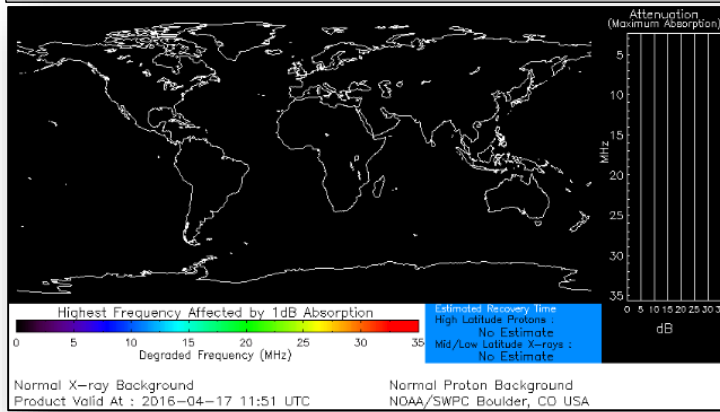 Attenuation
(Maximum Absorption)
5
10
15
20
25
30
35
MHz
0 5 10 15 20 25 30
dB
Highest Frequency Affected by 1dB Absorption
0 5 10 15 20 25 30 35
Degraded Frequency (MHz)
Estimated Recovery Time
High Latitude Protons :
No Estimate
Mid/Low Latitude X-rays :
No Estimate
Normal X-ray Background
Normal Proton Background
Product Valid At : 2016-04-17 11:51 UTC
NOAA/SWPC Boulder, CO USA